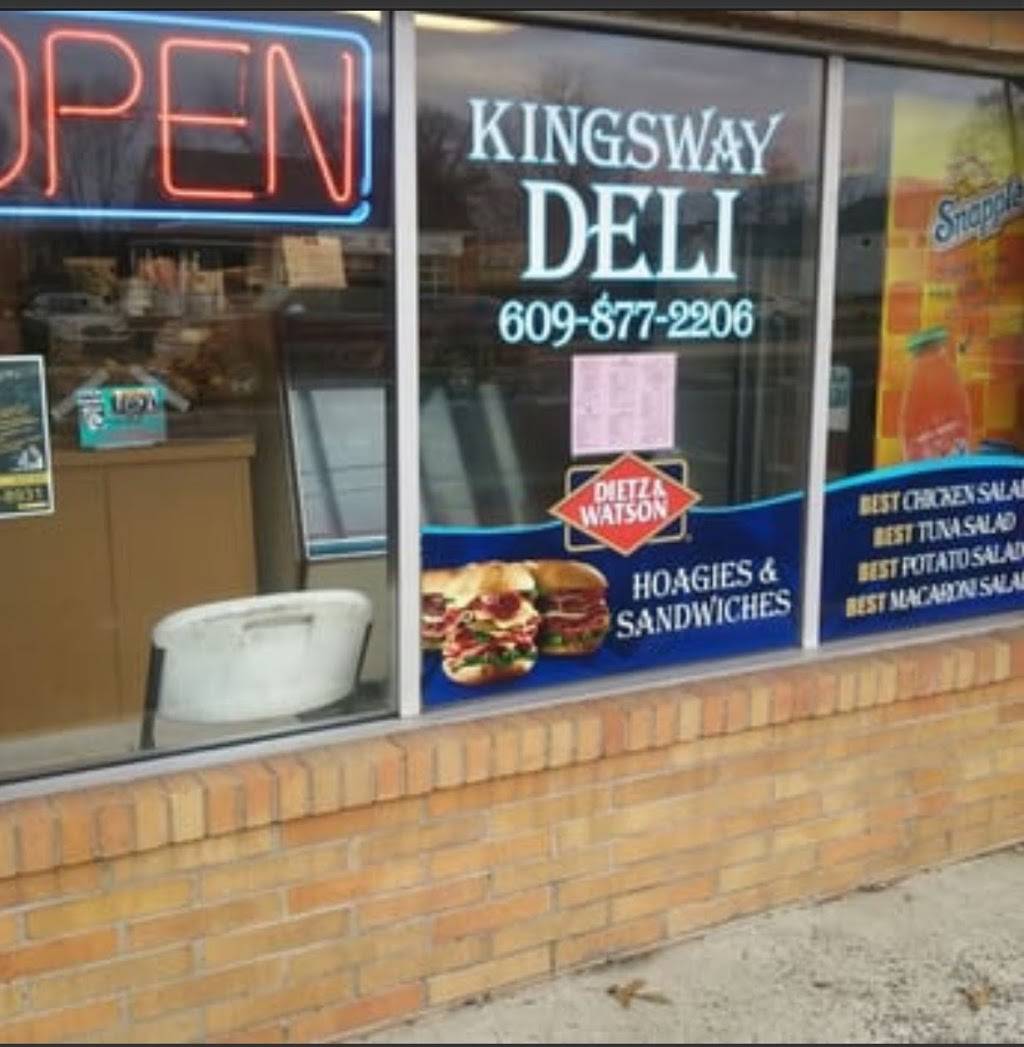 OPEN
KINGSWAY
DELI
609-877-2206
DIETZ &
WATSON
HOAGIES &
SANDWICHES
Snapple
BEST CHICKEN SALAD
BEST TUNA SALAD
BEST POTATO SALAD
BEST MACARONI SALAD